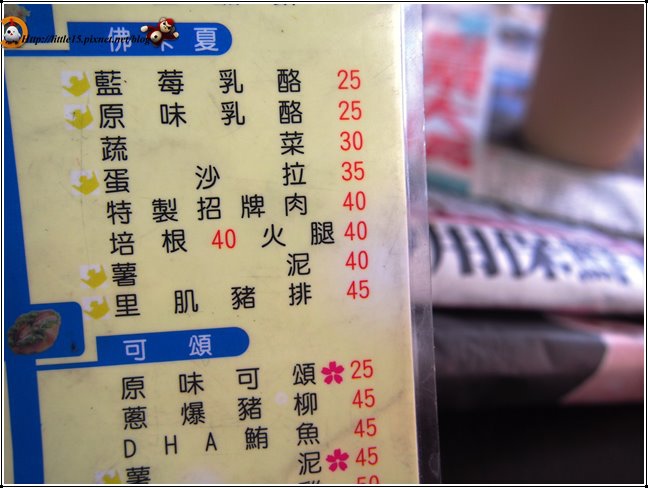 Http://little15.pixnet.net/blog
佛卡夏
藍莓乳酪 25
原味乳酪 25
蔬菜 30
蛋沙拉 35
特製招牌肉 40
培根 40 火腿 40
薯泥 40
里肌豬排 45
可頌
原味可頌 25
蔥爆豬柳 45
DHA鮪魚 45
薯泥 45
50